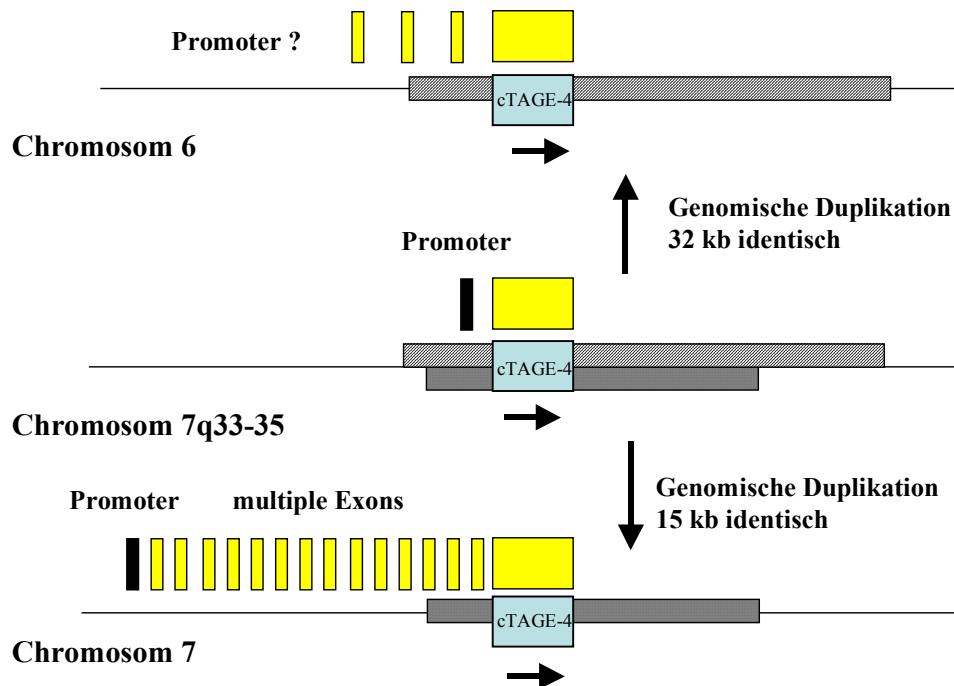 Promoter ?
cTAGE-4
Chromosom 6
Genomische Duplikation
32 kb identisch
Promoter
cTAGE-4
Chromosom 7q33-35
Genomische Duplikation
15 kb identisch
Promoter multiple Exons
cTAGE-4
Chromosom 7